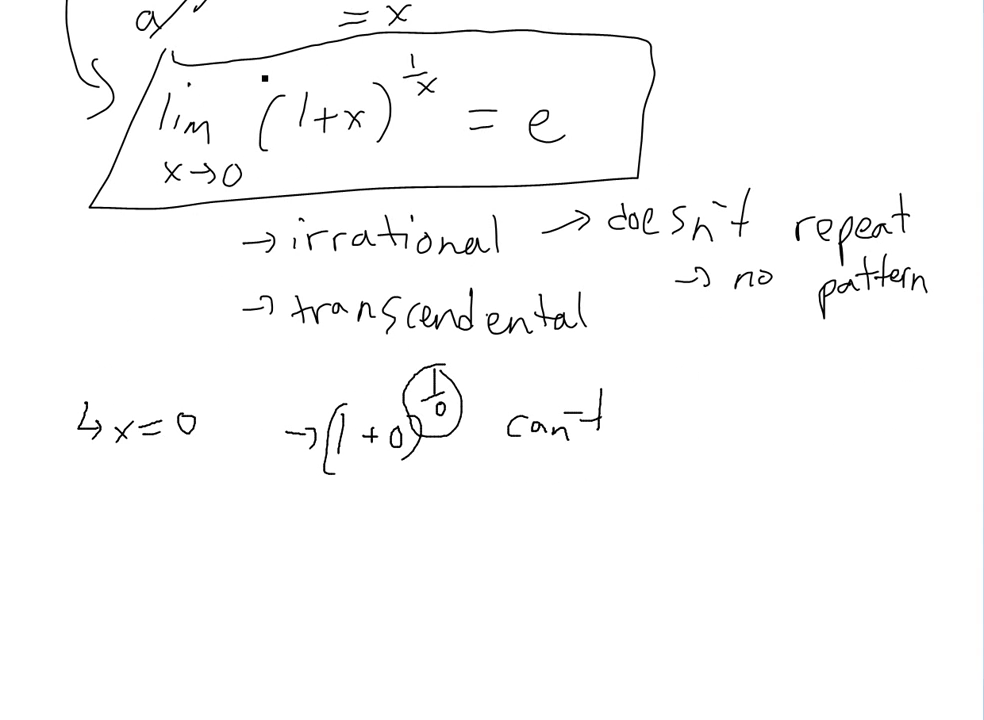 a = x
lim (1+x)^(1/x) = e
x→0
→ irrational → doesn't repeat
→ no pattern
→ transcendental
↳ x = 0 → (1+0)^(1/0) can't